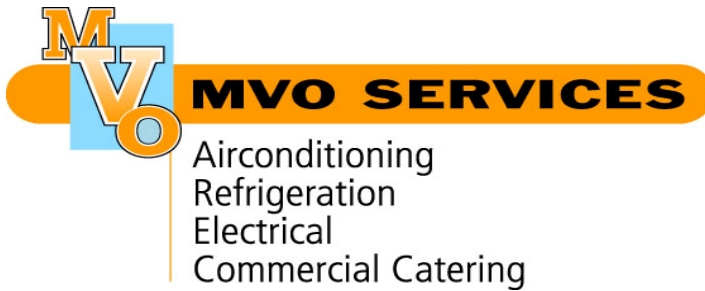 MVO
MVO SERVICES
Airconditioning
Refrigeration
Electrical
Commercial Catering